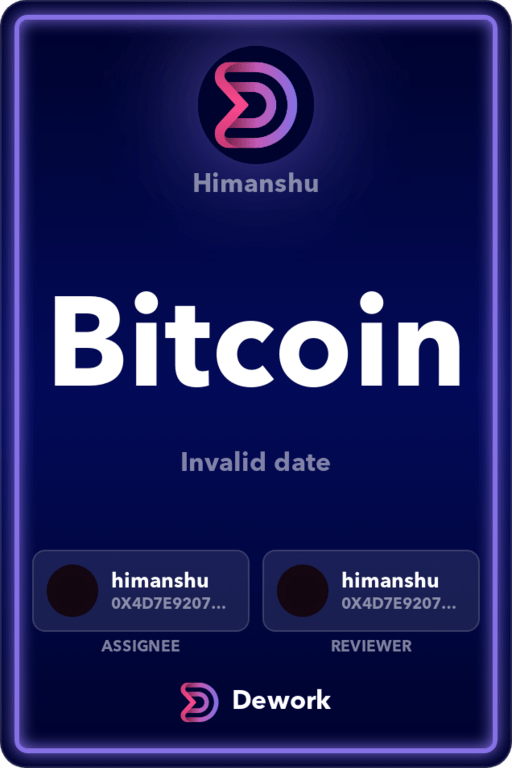 Himanshu
Bitcoin
Invalid date
himanshu
0X4D7E9207...
ASSIGNEE
himanshu
0X4D7E9207...
REVIEWER
Dework